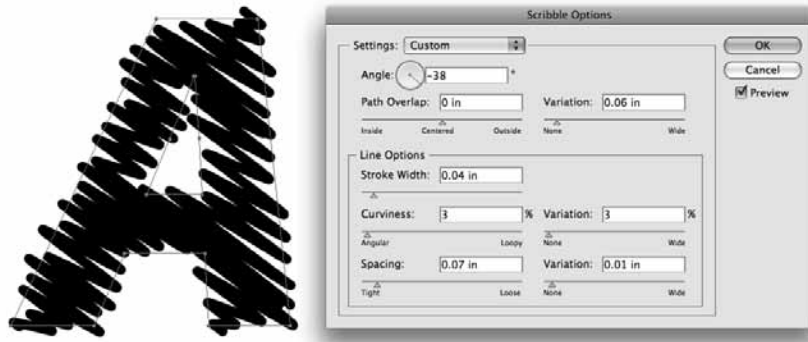 A
Scribble Options
Settings: Custom
OK
Angle: -38 °
Cancel
Preview
Path Overlap: 0 in Variation: 0.06 in
Inside Centered Outside None Wide
Line Options
Stroke Width: 0.04 in
Curviness: 3 % Variation: 3 %
Angular Loopy None Wide
Spacing: 0.07 in Variation: 0.01 in
Tight Loose None Wide